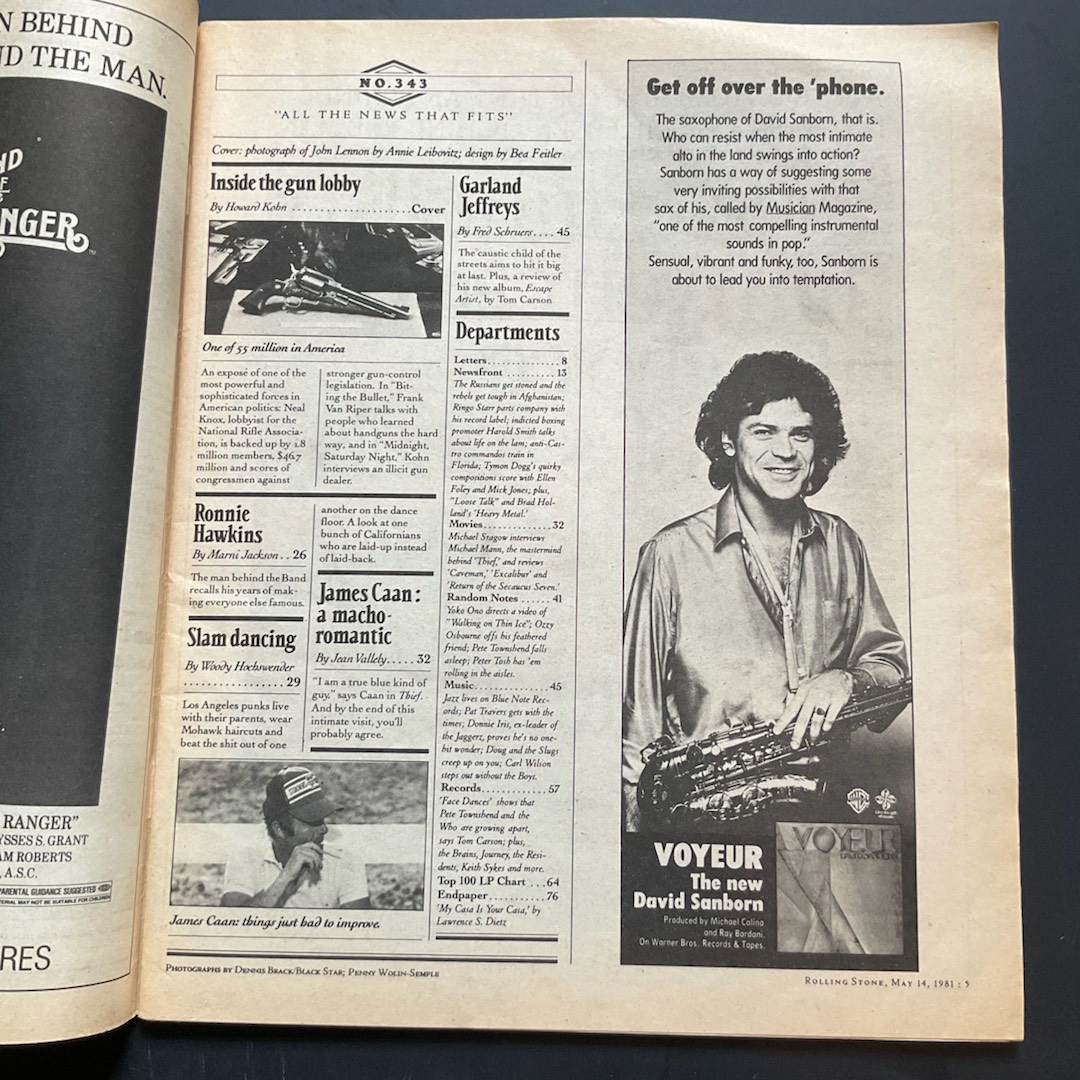 N BEHIND
ND THE MAN.
NGER
RANGER"
YSSES S. GRANT
AM ROBERTS
, A.S.C.
PARENTAL GUIDANCE SUGGESTED
RES
NO.343
"ALL THE NEWS THAT FITS"
Cover: photograph of John Lennon by Annie Leibovitz; design by Bea Feitler
Inside the gun lobby
By Howard Kohn ......................Cover
One of 55 million in America
An exposé of one of the
most powerful and
sophisticated forces in
American politics: Neal
Knox, lobbyist for the
National Rifle Associa-
tion, is backed up by 1.8
million members, $46.7
million and scores of
congressmen against
stronger gun-control
legislation. In "Bit-
ing the Bullet," Frank
Van Riper talks with
people who learned
about handguns the hard
way, and in "Midnight,
Saturday Night," Kohn
interviews an illicit gun
dealer.
Ronnie
Hawkins
By Marni Jackson.. 26
The man behind the Band
recalls his years of mak-
ing everyone else famous.
Slam dancing
By Woody Hochswender
.................29
Los Angeles punks live
with their parents, wear
Mohawk haircuts and
beat the shit out of one
another on the dance
floor. A look at one
bunch of Californians
who are laid-up instead
of laid-back.
James Caan:
a macho-
romantic
By Jean Vallely..... 32
"I am a true blue kind of
guy," says Caan in Thief.
And by the end of this
intimate visit, you'll
probably agree.
James Caan: things just had to improve.
Garland
Jeffreys
By Fred Schruers.... 45
The caustic child of the
streets aims to hit it big
at last. Plus, a review of
his new album, Escape
Artist, by Tom Carson
Departments
Letters...............8
Newsfront ..........13
The Russians get stoned and the
rebels get tough in Afghanistan;
Ringo Starr parts company with
his record label; indicted boxing
promoter Harold Smith talks
about life on the lam; anti-Cas-
tro commandos train in
Florida; Tymon Dogg's quirky
compositions score with Ellen
Foley and Mick Jones; plus,
"Loose Talk" and Brad Hol-
land's 'Heavy Metal.'
Movies..............32
Michael Sragow interviews
Michael Mann, the mastermind
behind 'Thief,' and reviews
'Caveman,' 'Excalibur' and
'Return of the Secaucus Seven.'
Random Notes ...... 41
Yoko Ono directs a video of
"Walking on Thin Ice"; Ozzy
Osbourne offs his feathered
friend; Pete Townshend falls
asleep; Peter Tosh has 'em
rolling in the aisles.
Music...............45
Jazz lives on Blue Note Rec-
ords; Pat Travers gets with the
times; Donnie Iris, ex-leader of
the Jaggerz, proves he's no one-
hit wonder; Doug and the Slugs
creep up on you; Carl Wilson
steps out without the Boys.
Records.............57
'Face Dances' shows that
Pete Townshend and the
Who are growing apart,
says Tom Carson; plus,
the Brains, Journey, the Resi-
dents, Keith Sykes and more.
Top 100 LP Chart ...64
Endpaper...........76
'My Casa Is Your Casa,' by
Lawrence S. Dietz
Photographs by Dennis Brack/Black Star; Penny Wolin-Semple
Get off over the 'phone.
The saxophone of David Sanborn, that is.
Who can resist when the most intimate
alto in the land swings into action?
Sanborn has a way of suggesting some
very inviting possibilities with that
sax of his, called by Musician Magazine,
"one of the most compelling instrumental
sounds in pop."
Sensual, vibrant and funky, too, Sanborn is
about to lead you into temptation.
VOYEUR
The new
David Sanborn
Produced by Michael Colina
and Ray Bardani.
On Warner Bros. Records & Tapes.
VOYEUR
Rolling Stone, May 14, 1981 : 5